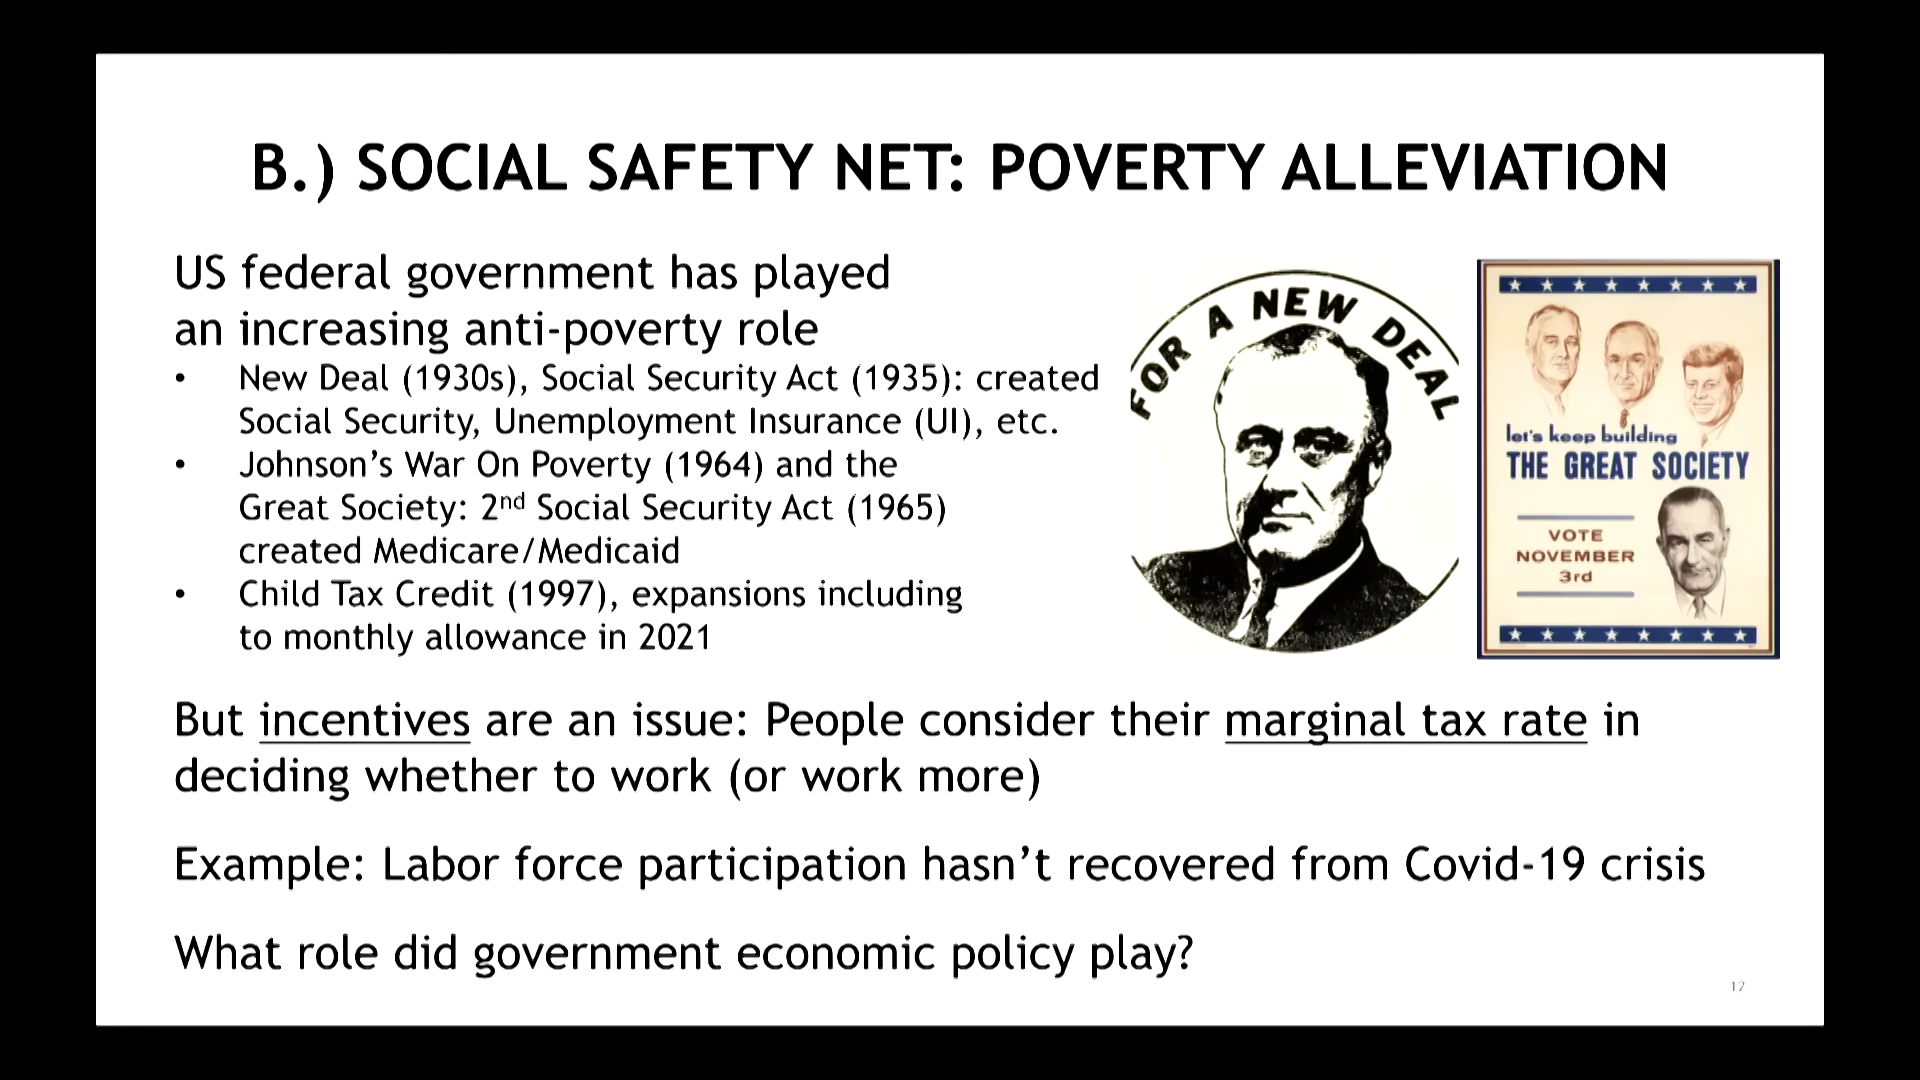 B.) SOCIAL SAFETY NET: POVERTY ALLEVIATION
US federal government has played
an increasing anti-poverty role
• New Deal (1930s), Social Security Act (1935): created
Social Security, Unemployment Insurance (UI), etc.
• Johnson’s War On Poverty (1964) and the
Great Society: 2nd Social Security Act (1965)
created Medicare/Medicaid
• Child Tax Credit (1997), expansions including
to monthly allowance in 2021
FOR A NEW DEAL
let's keep building
THE GREAT SOCIETY
VOTE
NOVEMBER
3rd
But incentives are an issue: People consider their marginal tax rate in
deciding whether to work (or work more)
Example: Labor force participation hasn’t recovered from Covid-19 crisis
What role did government economic policy play?